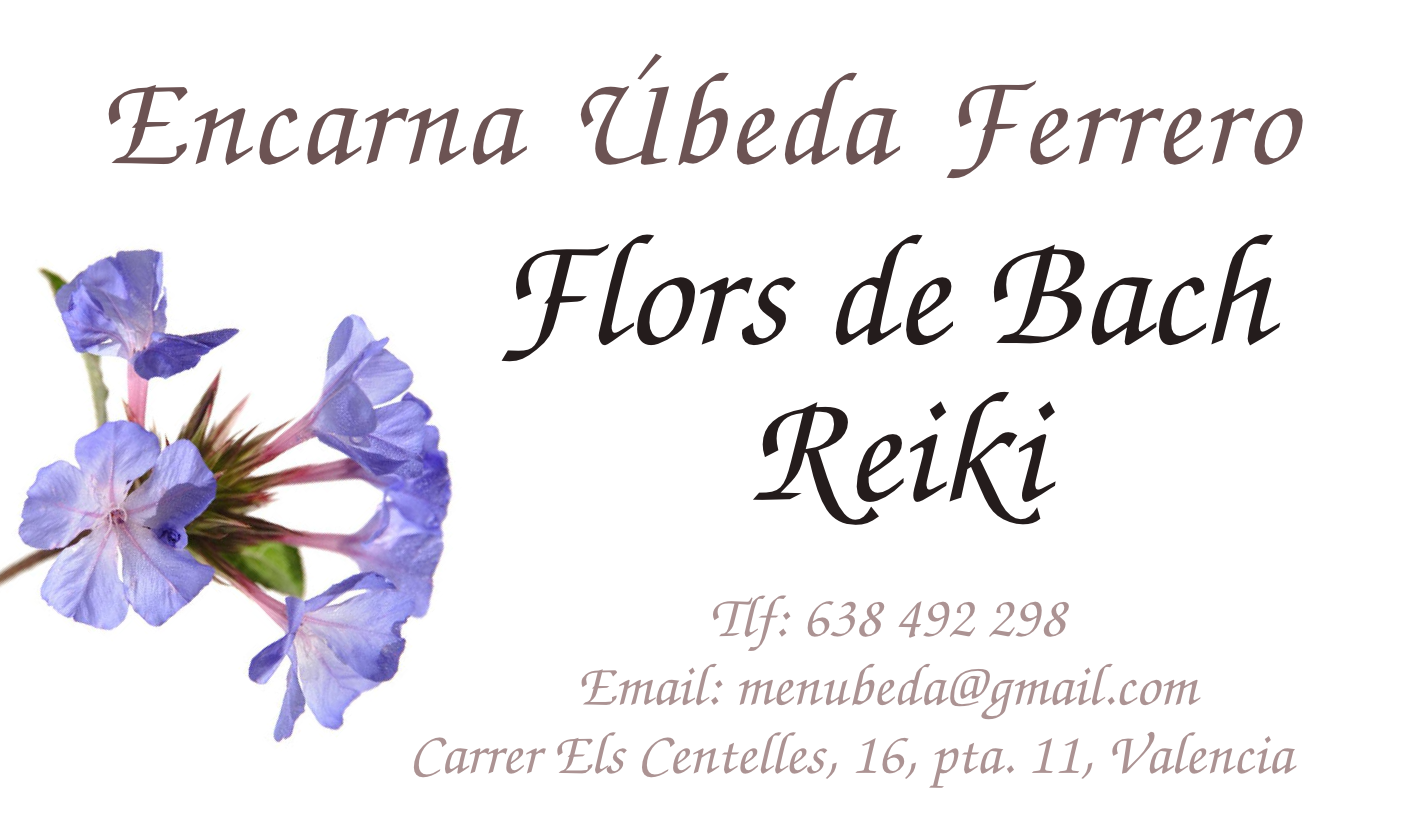 Encarna Úbeda Ferrero
Flors de Bach
Reiki
Tlf: 638 492 298
Email: menubeda@gmail.com
Carrer Els Centelles, 16, pta. 11, Valencia